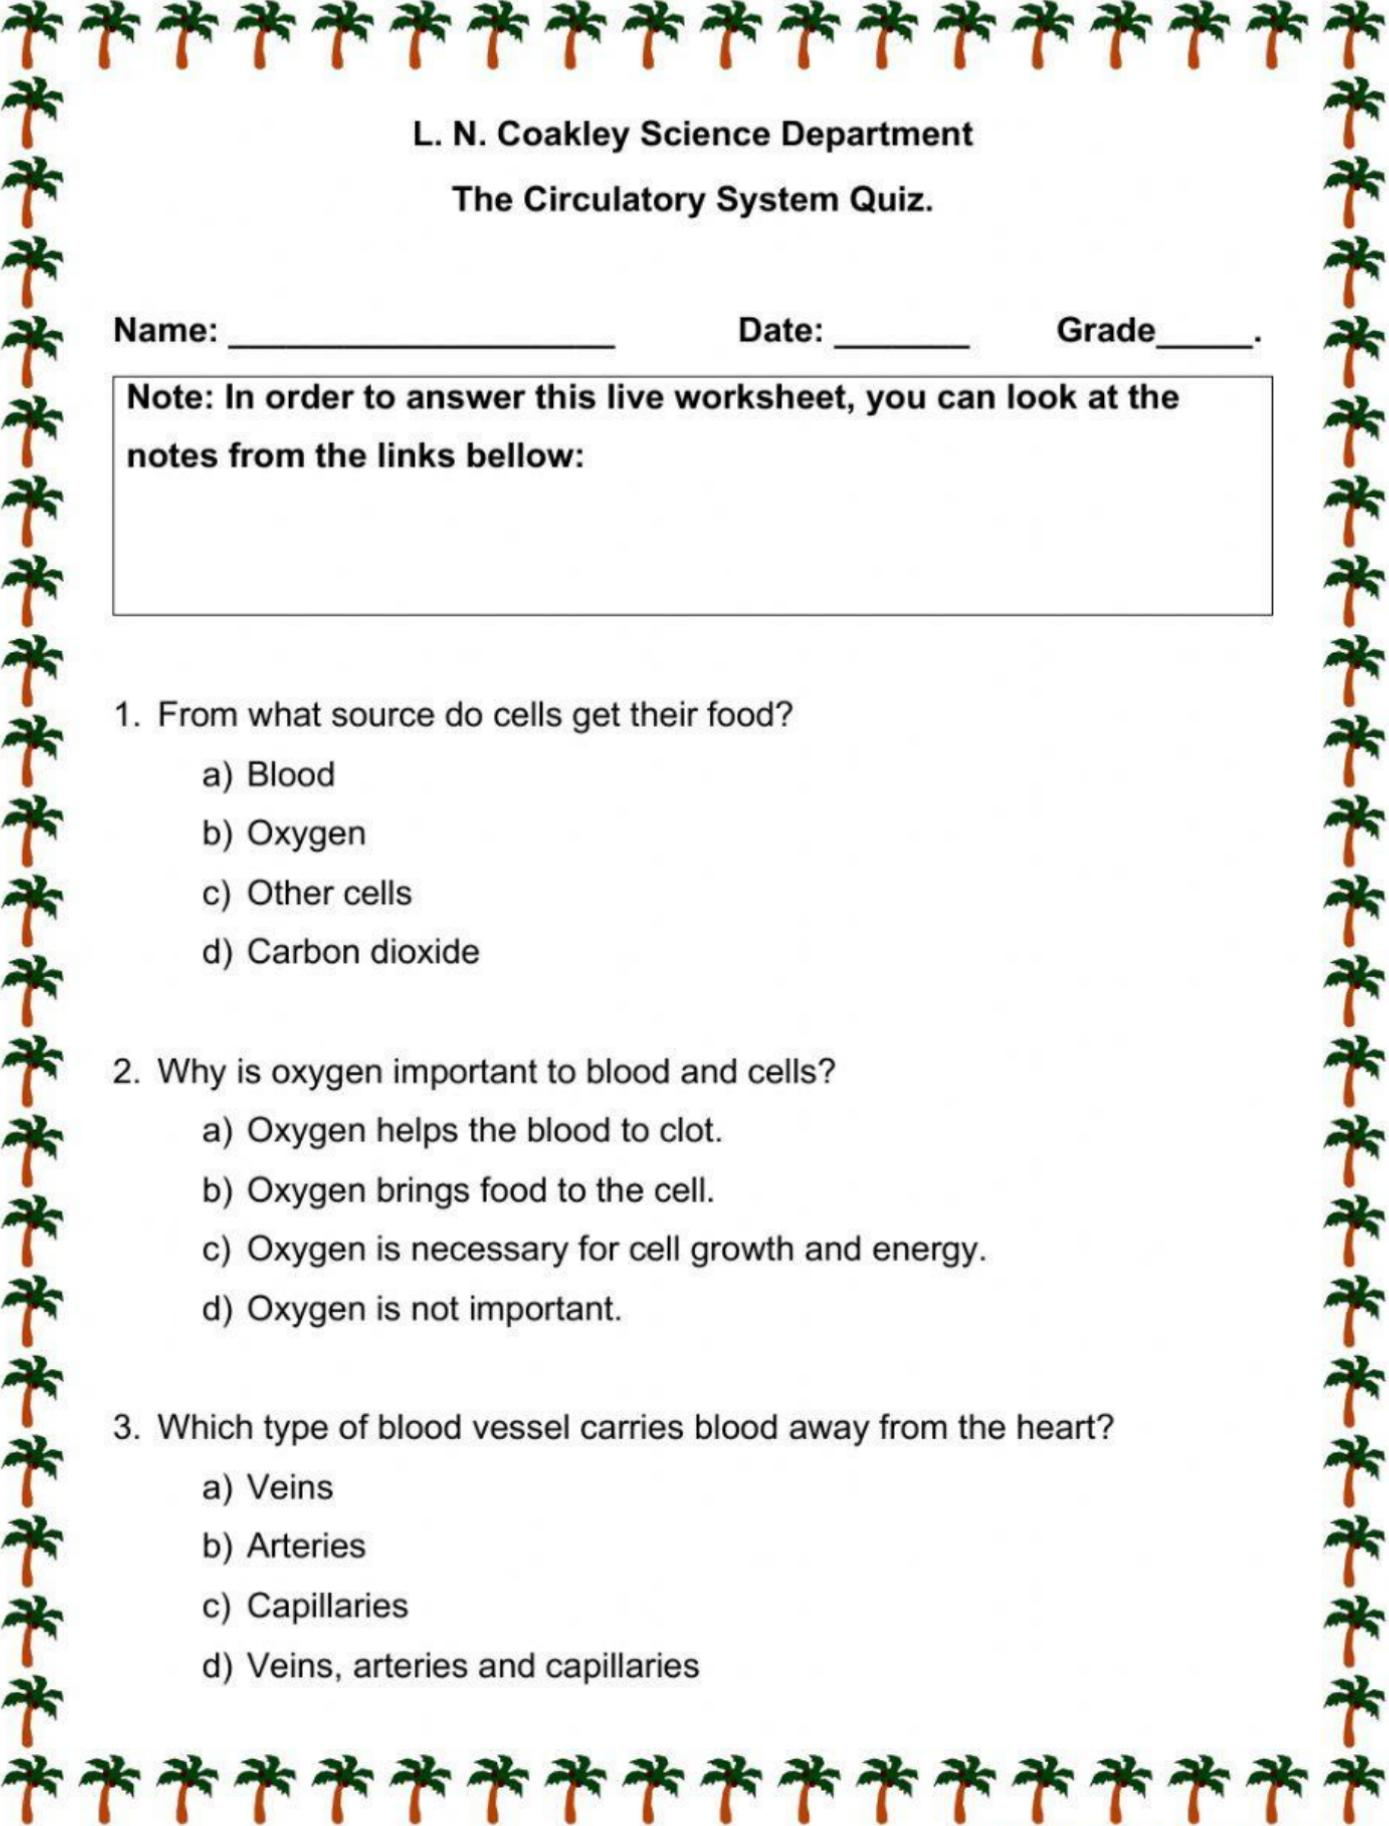 L. N. Coakley Science Department
The Circulatory System Quiz.
Name: ____________________ Date: _______ Grade_____.
Note: In order to answer this live worksheet, you can look at the
notes from the links bellow:
1. From what source do cells get their food?
a) Blood
b) Oxygen
c) Other cells
d) Carbon dioxide
2. Why is oxygen important to blood and cells?
a) Oxygen helps the blood to clot.
b) Oxygen brings food to the cell.
c) Oxygen is necessary for cell growth and energy.
d) Oxygen is not important.
3. Which type of blood vessel carries blood away from the heart?
a) Veins
b) Arteries
c) Capillaries
d) Veins, arteries and capillaries